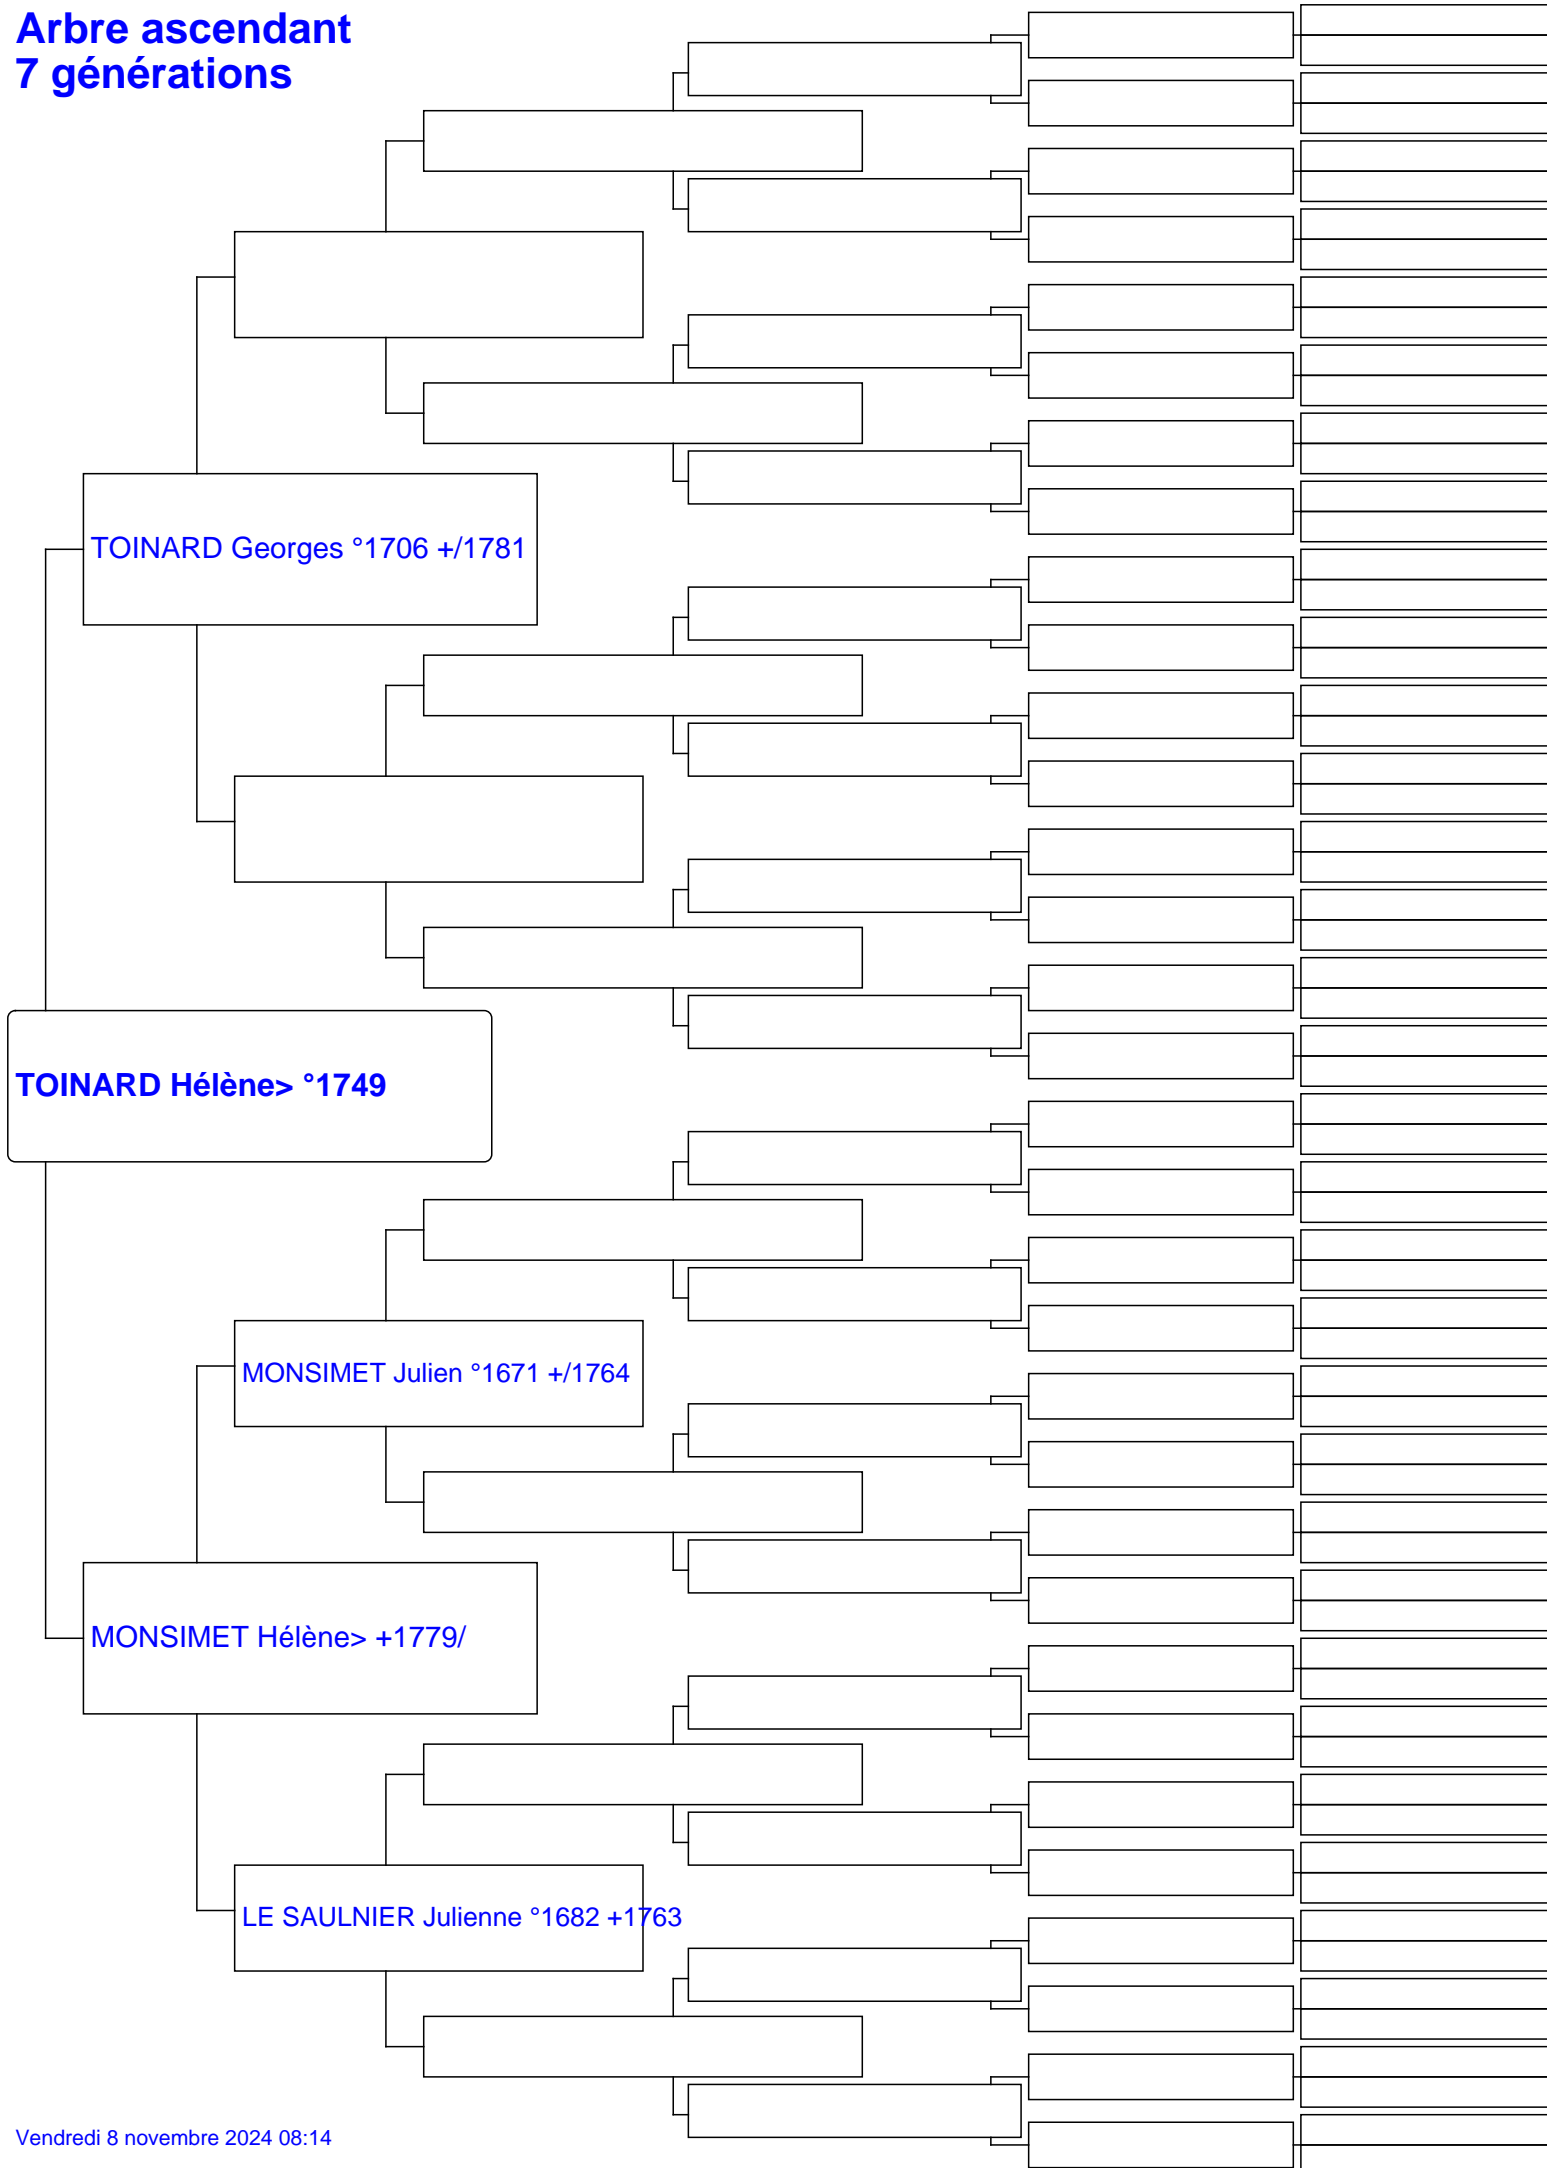 Arbre ascendant
7 générations
TOINARD Georges °1706 +/1781
TOINARD Hélène> °1749
MONSIMET Julien °1671 +/1764
MONSIMET Hélène> +1779/
LE SAULNIER Julienne °1682 +1763
Vendredi 8 novembre 2024 08:14